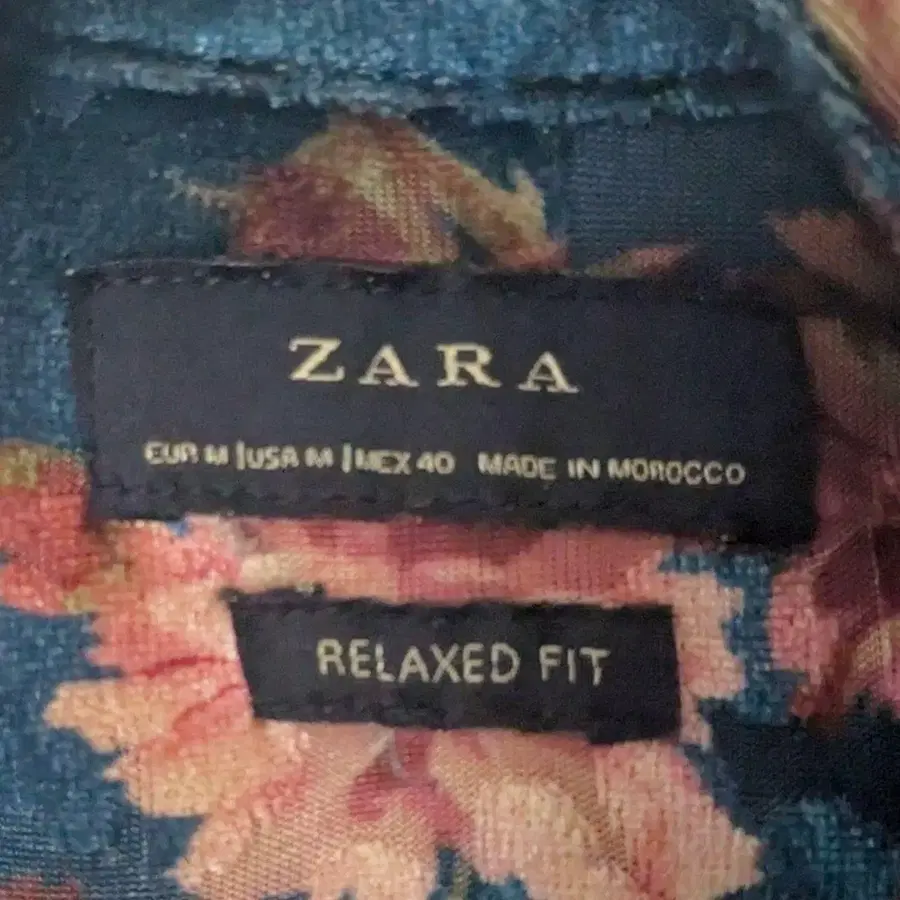 ZARA
EUR M | USA M | MEX 40 MADE IN MOROCCO
RELAXED FIT